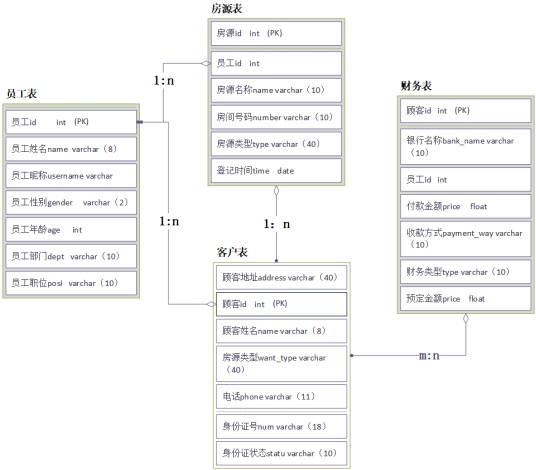 房源表
房源id int (PK)
员工id int
房源名称name varchar（10）
房间号码number varchar（10）
房源类型type varchar（40）
登记时间time date
员工表
员工id int (PK)
员工姓名name varchar（8）
员工昵称username varchar
员工性别gender varchar（2）
员工年龄age int
员工部门dept varchar（10）
员工职位posi varchar（10）
财务表
顾客id int (PK)
银行名称bank_name varchar
（10）
员工id int
付款金额price float
收款方式payment_way varchar
（10）
财务类型type varchar（10）
预定金额price float
客户表
顾客地址address varchar（40）
顾客id int (PK)
顾客姓名name varchar（8）
房源类型want_type varchar
（40）
电话phone varchar（11）
身份证号num varchar（18）
身份证状态statu varchar（10）
1:n
1:n
1：n
m:n